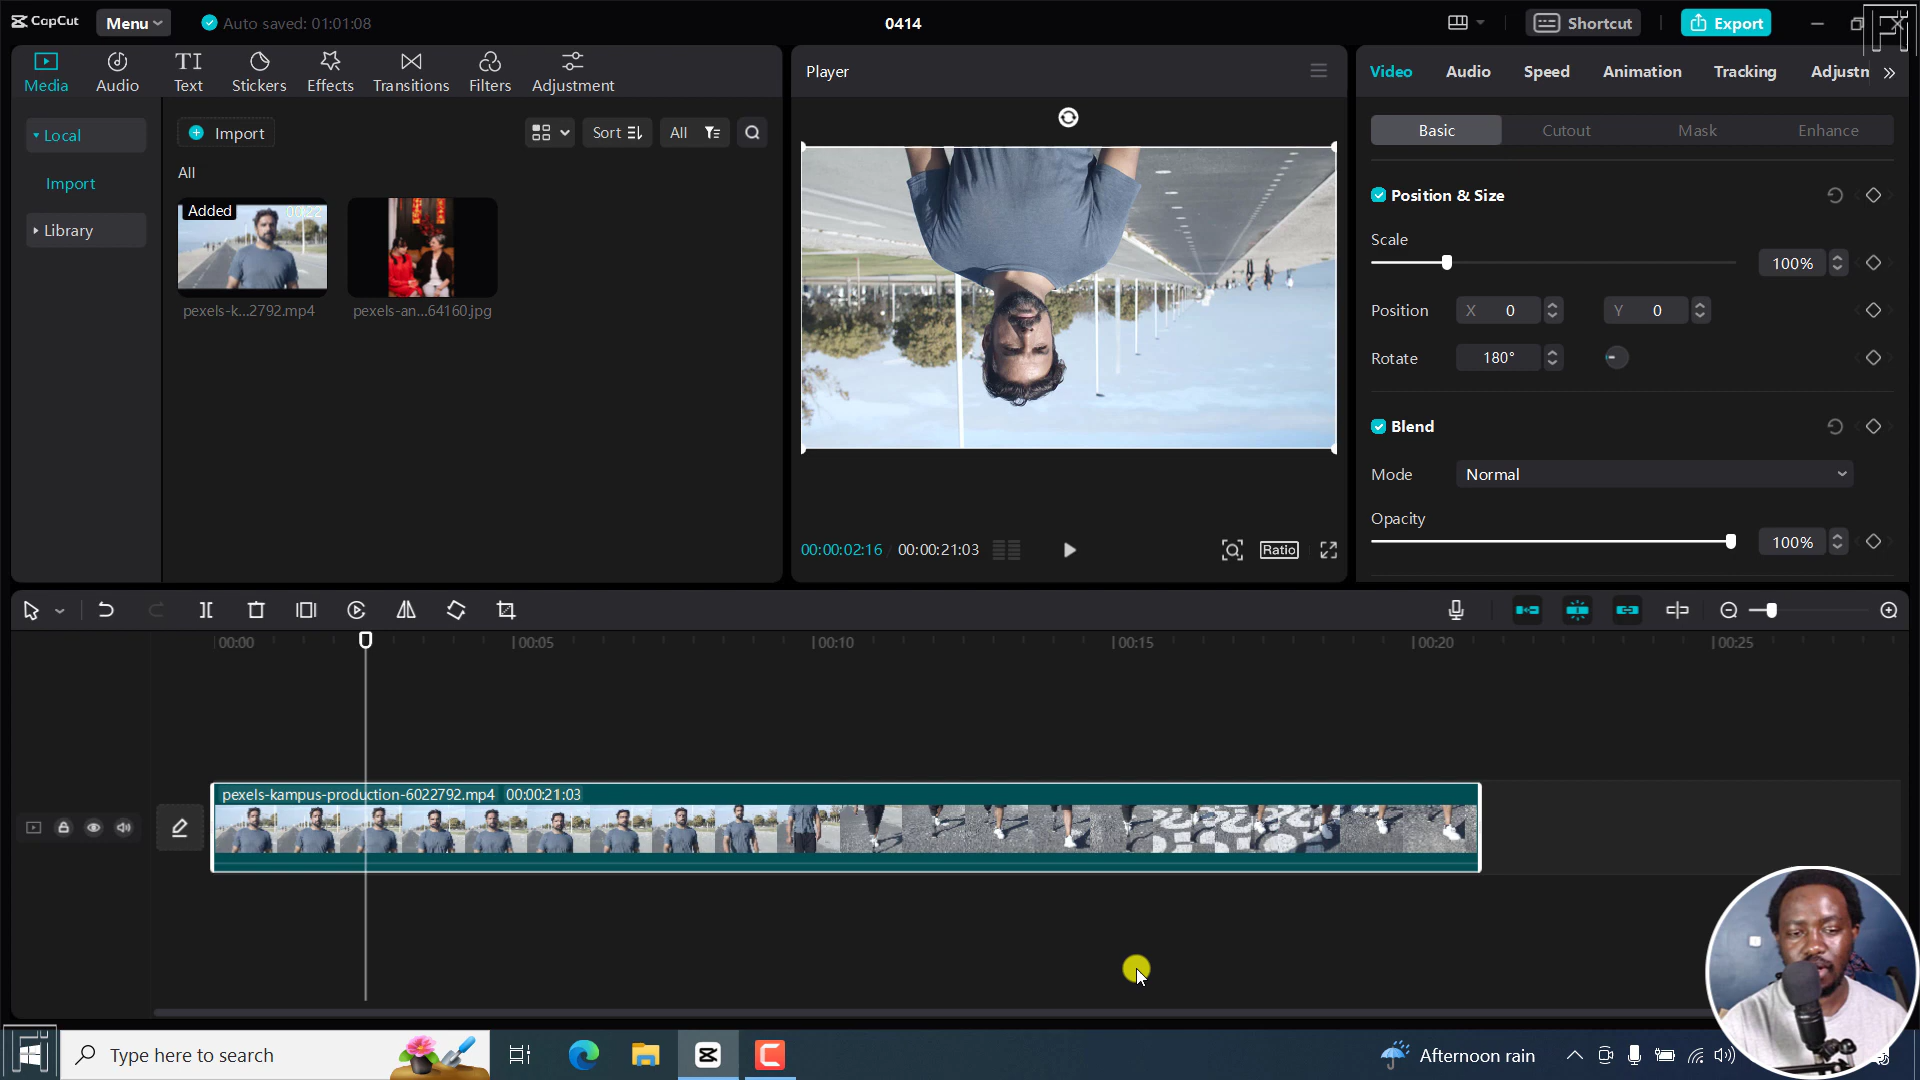 CapCut
Menu
Auto saved: 01:01:08
0414
Shortcut
Export
Media
Audio
Text
Stickers
Effects
Transitions
Filters
Adjustment
Local
Import
Library
Import
Sort
All
All
Added
00:22
pexels-k...2792.mp4
pexels-an...64160.jpg
Player
00:00:02:16
00:00:21:03
Ratio
Video
Audio
Speed
Animation
Tracking
Adjustn
Basic
Cutout
Mask
Enhance
Position & Size
Scale
100%
Position
X 0
Y 0
Rotate
180°
Blend
Mode
Normal
Opacity
100%
00:00
00:05
00:10
00:15
00:20
00:25
pexels-kampus-production-6022792.mp4 00:00:21:03
Type here to search
Afternoon rain